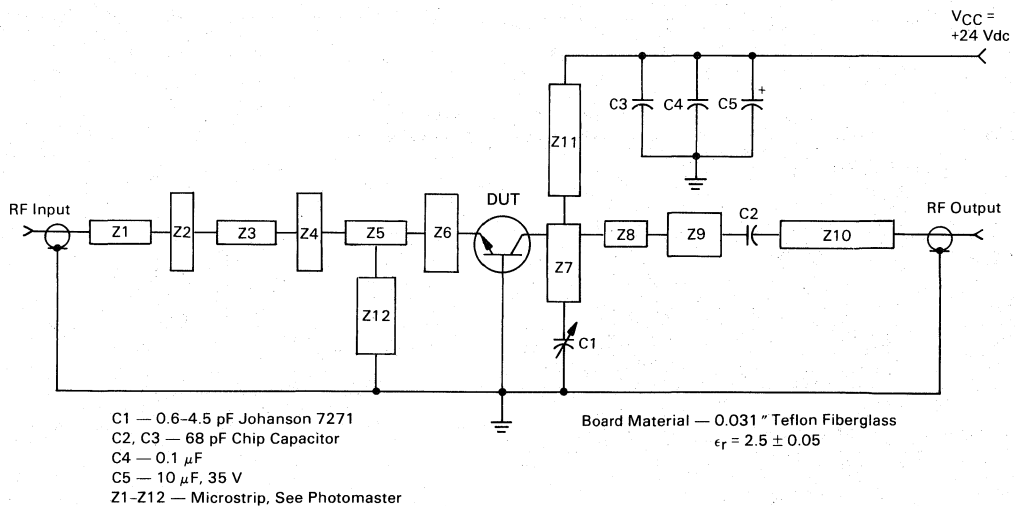 VCC =
+24 Vdc
C3
C4
C5
+
Z11
DUT
RF Input
Z1
Z2
Z3
Z4
Z5
Z6
Z7
Z8
Z9
C2
Z10
RF Output
Z12
C1
C1 — 0.6–4.5 pF Johanson 7271
C2, C3 — 68 pF Chip Capacitor
C4 — 0.1 μF
C5 — 10 μF, 35 V
Z1–Z12 — Microstrip, See Photomaster
Board Material — 0.031″ Teflon Fiberglass
ϵr = 2.5 ± 0.05